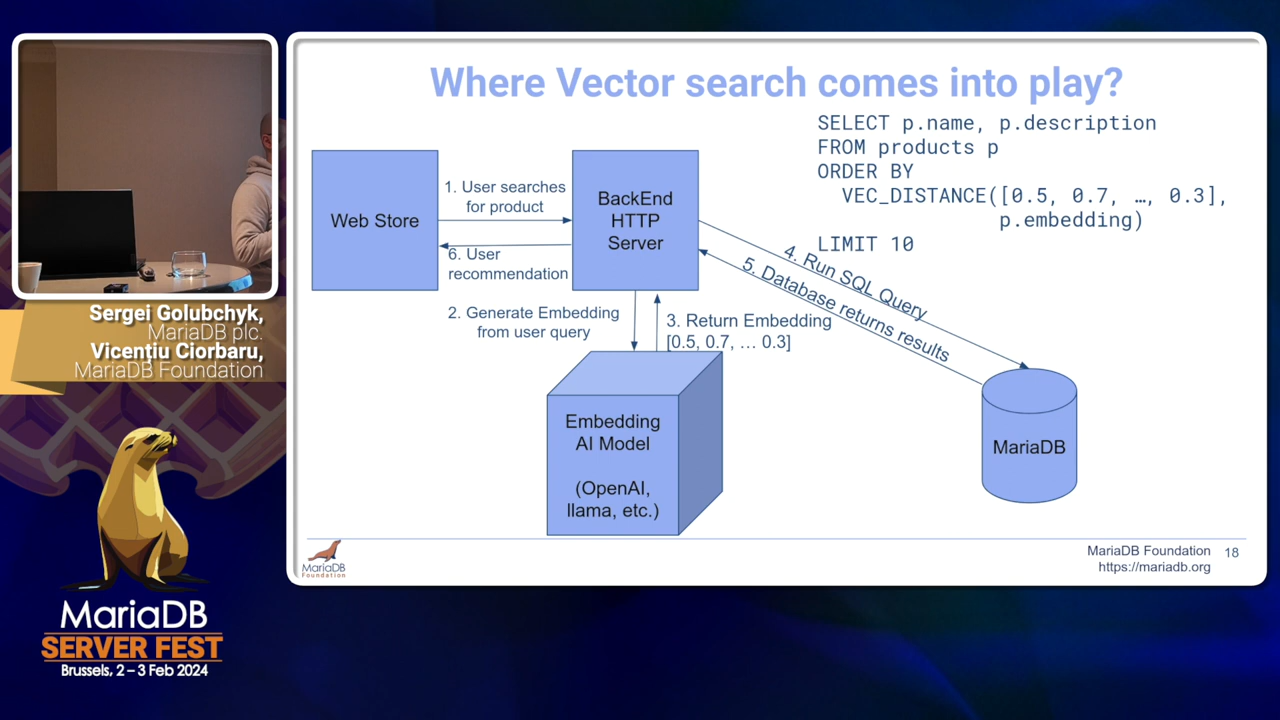 Where Vector search comes into play?
SELECT p.name, p.description
FROM products p
ORDER BY
VEC_DISTANCE([0.5, 0.7, …, 0.3],
p.embedding)
LIMIT 10
Web Store
1. User searches
for product
6. User
recommendation
BackEnd
HTTP
Server
2. Generate Embedding
from user query
3. Return Embedding
[0.5, 0.7, … 0.3]
4. Run SQL Query
5. Database returns results
Embedding
AI Model
(OpenAI,
llama, etc.)
MariaDB
MariaDB
Foundation
MariaDB Foundation 18
https://mariadb.org
Sergei Golubchyk,
MariaDB plc.
Vicențiu Ciorbaru,
MariaDB Foundation
MariaDB
SERVER FEST
Brussels, 2 – 3 Feb 2024